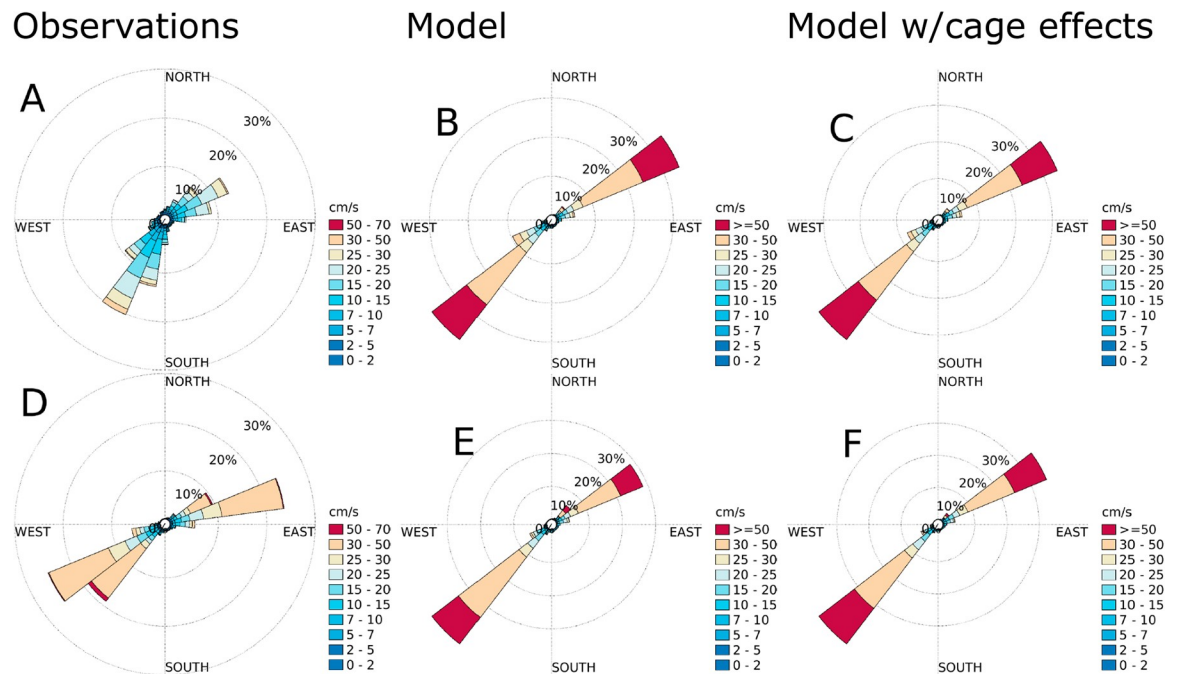 Observations
Model
Model w/cage effects
A
NORTH
30%
20%
10%
WEST
EAST
SOUTH
cm/s
50 - 70
30 - 50
25 - 30
20 - 25
15 - 20
10 - 15
7 - 10
5 - 7
2 - 5
0 - 2
B
NORTH
30%
20%
10%
WEST
EAST
SOUTH
cm/s
>=50
30 - 50
25 - 30
20 - 25
15 - 20
10 - 15
7 - 10
5 - 7
2 - 5
0 - 2
C
NORTH
30%
20%
10%
WEST
EAST
SOUTH
cm/s
>=50
30 - 50
25 - 30
20 - 25
15 - 20
10 - 15
7 - 10
5 - 7
2 - 5
0 - 2
D
NORTH
30%
20%
10%
WEST
EAST
SOUTH
cm/s
50 - 70
30 - 50
25 - 30
20 - 25
15 - 20
10 - 15
7 - 10
5 - 7
2 - 5
0 - 2
E
NORTH
30%
20%
10%
WEST
EAST
SOUTH
cm/s
>=50
30 - 50
25 - 30
20 - 25
15 - 20
10 - 15
7 - 10
5 - 7
2 - 5
0 - 2
F
NORTH
30%
20%
10%
WEST
EAST
SOUTH
cm/s
>=50
30 - 50
25 - 30
20 - 25
15 - 20
10 - 15
7 - 10
5 - 7
2 - 5
0 - 2